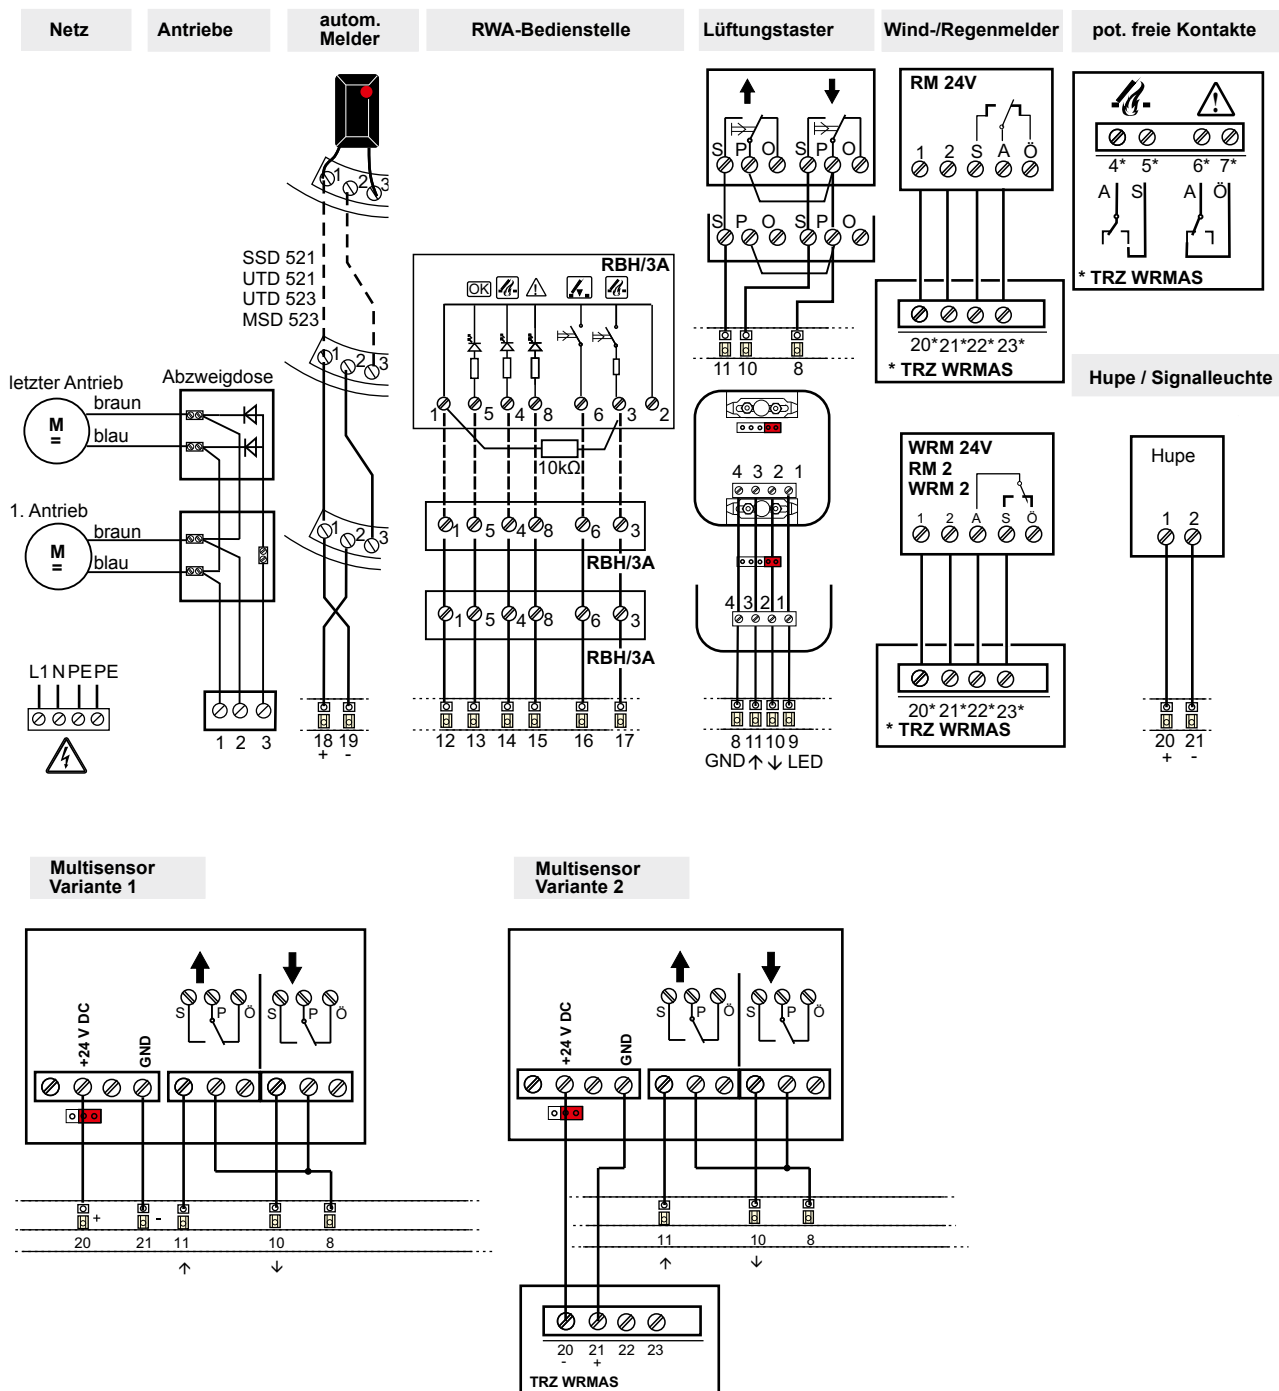 Netz
Antriebe
autom.
Melder
RWA-Bedienstelle
Lüftungstaster
Wind-/Regenmelder
pot. freie Kontakte
letzter Antrieb
braun
M
=
blau
Abzweigdose
1. Antrieb
braun
M
=
blau
L1 N PE PE
1 2 3
1 2 3
SSD 521
UTD 521
UTD 523
MSD 523
1 2 3
1 2 3
18 19
+ -
RBH/3A
OK
1 5 4 8 6 3 2
10kΩ
1 5 4 8 6 3
RBH/3A
1 5 4 8 6 3
RBH/3A
12 13 14 15 16 17
S P O S P O
S P O S P O
11 10 8
4 3 2 1
4 3 2 1
8 11 10 9
GND ↑ ↓ LED
RM 24V
1 2 S A Ö
20* 21* 22* 23*
* TRZ WRMAS
WRM 24V
RM 2
WRM 2
1 2 A S Ö
20* 21* 22* 23*
* TRZ WRMAS
4* 5* 6* 7*
A S A Ö
* TRZ WRMAS
Hupe / Signalleuchte
Hupe
1 2
20 21
+ -
Multisensor
Variante 1
+24 V DC
GND
S P Ö S P Ö
+ -
20 21 11 10 8
↑ ↓
Multisensor
Variante 2
+24 V DC
GND
S P Ö S P Ö
11 10 8
↑ ↓
20 21 22 23
- +
TRZ WRMAS